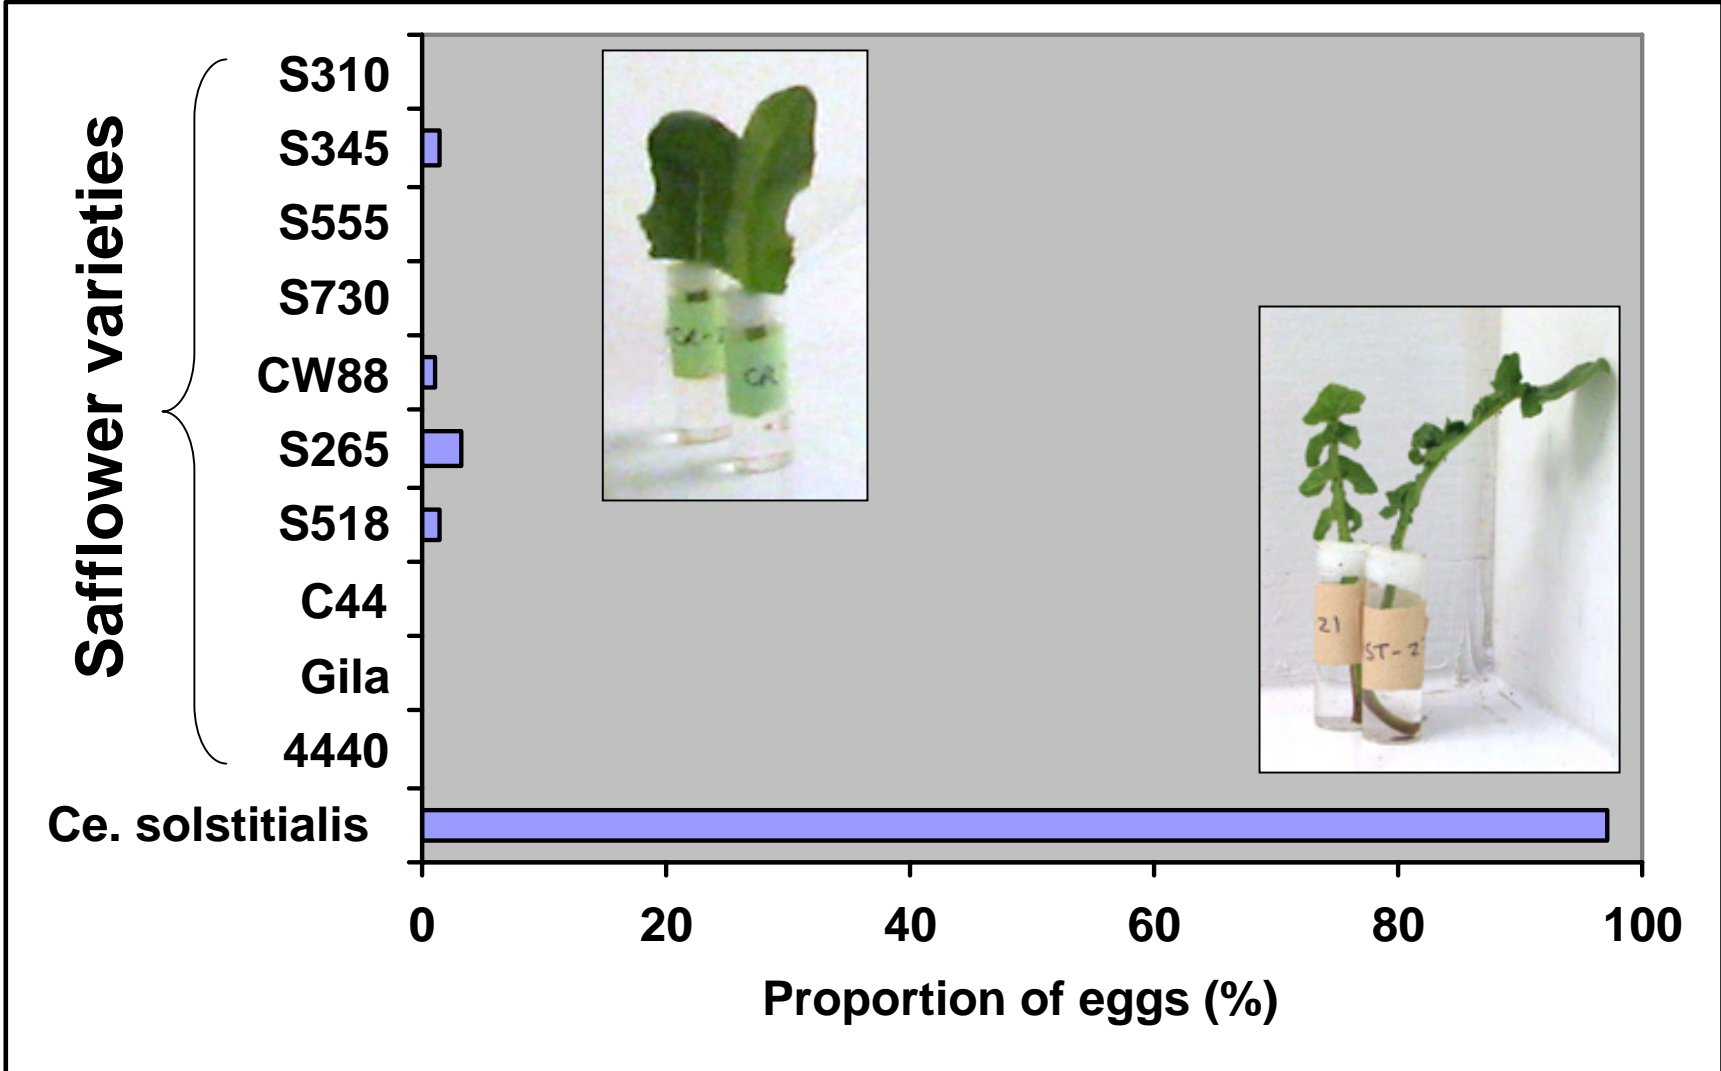 Safflower varieties
S310
S345
S555
S730
CW88
S265
S518
C44
Gila
4440
Ce. solstitialis
0 20 40 60 80 100
Proportion of eggs (%)
CR
21
ST-2